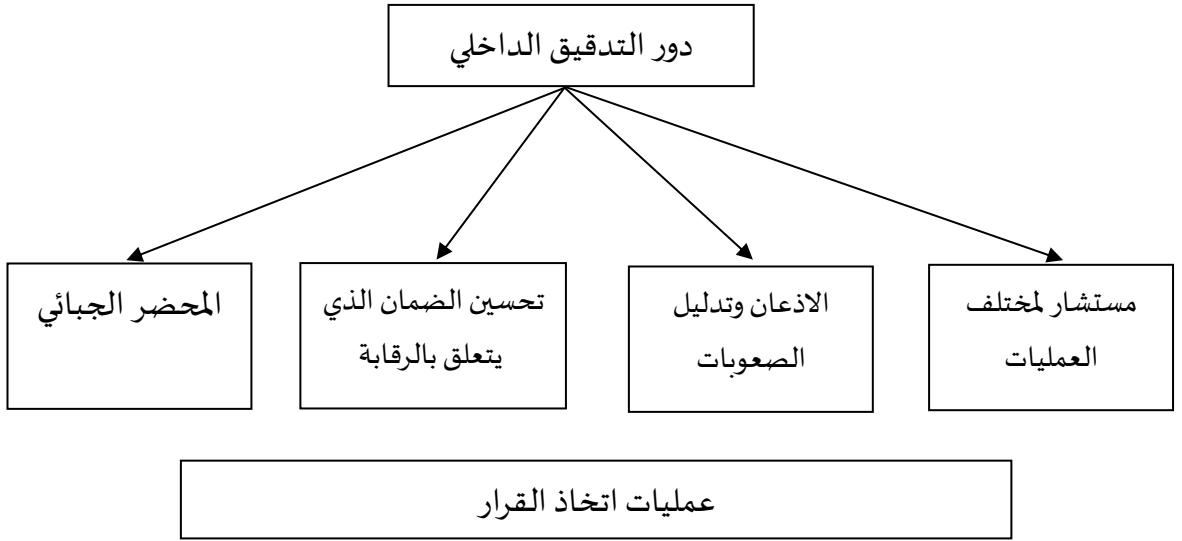 دور التدقيق الداخلي
مستشار لمختلف
العمليات
الاذعان وتدليل
الصعوبات
تحسين الضمان الذي
يتعلق بالرقابة
المحضر الجبائي
عمليات اتخاذ القرار